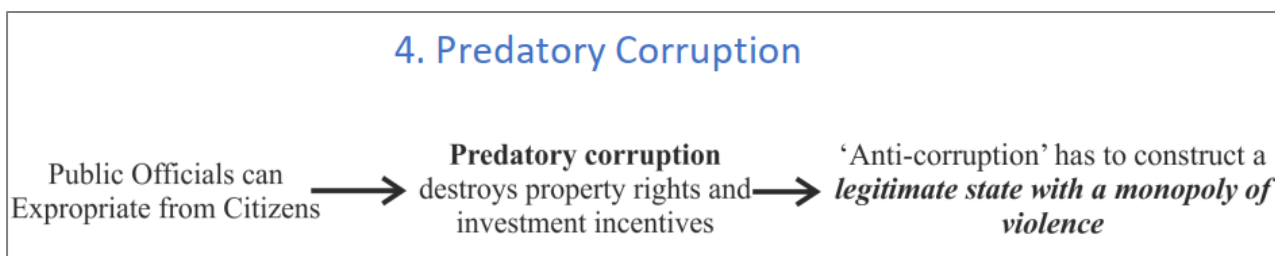 4. Predatory Corruption
Public Officials can
Expropriate from Citizens
Predatory corruption
destroys property rights and
investment incentives
‘Anti-corruption’ has to construct a
legitimate state with a monopoly of
violence